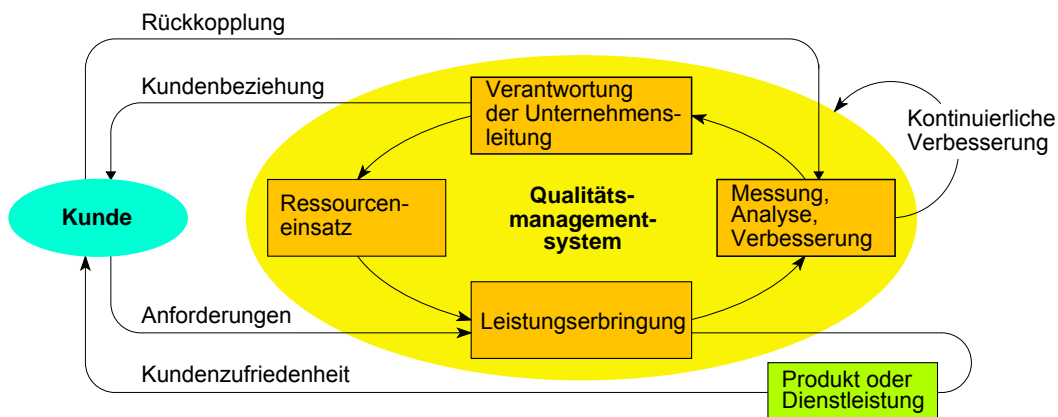 Rückkopplung
Kundenbeziehung
Verantwortung
der Unternehmens-
leitung
Kontinuierliche
Verbesserung
Kunde
Ressourcen-
einsatz
Qualitäts-
management-
system
Messung,
Analyse,
Verbesserung
Anforderungen
Leistungserbringung
Kundenzufriedenheit
Produkt oder
Dienstleistung